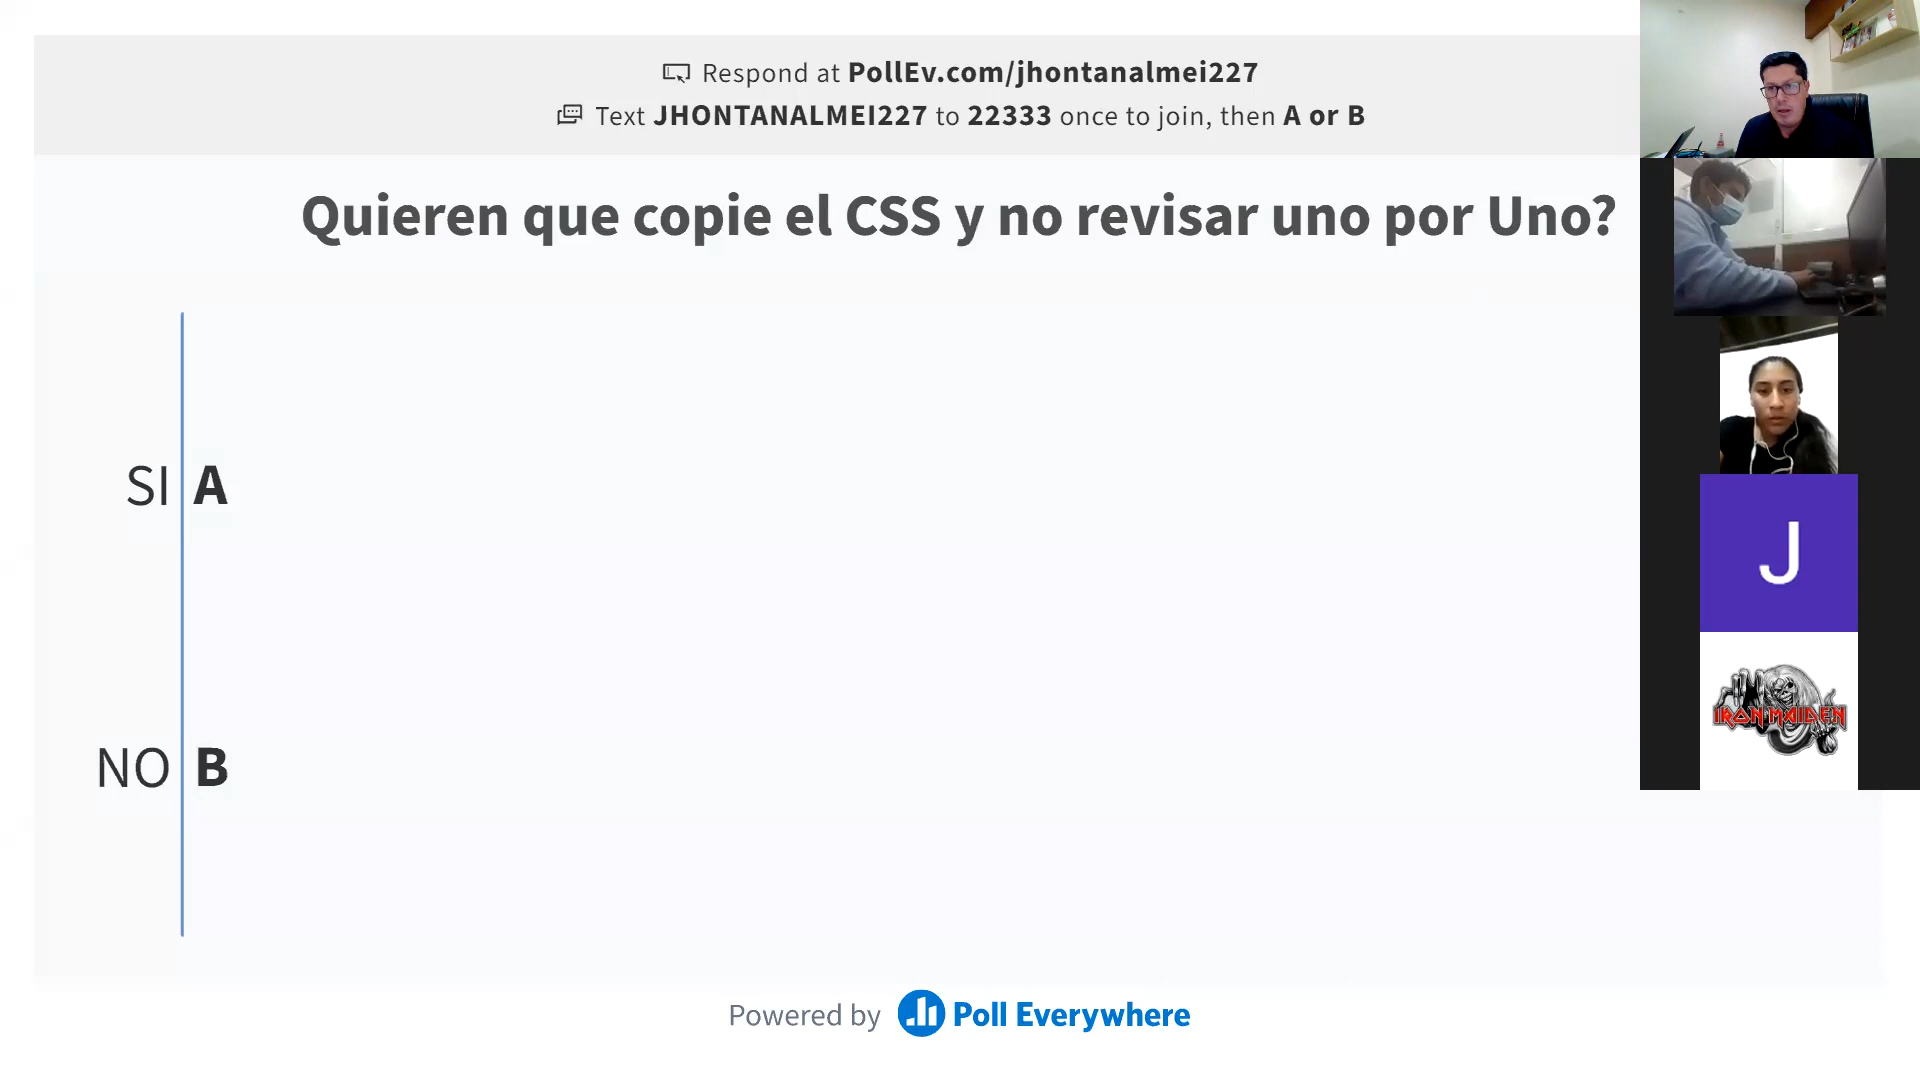 Respond at PollEv.com/jhontanalmei227
Text JHONTANALMEI227 to 22333 once to join, then A or B
Quieren que copie el CSS y no revisar uno por Uno?
SI A
J
IRON MAIDEN
NO B
Powered by Poll Everywhere